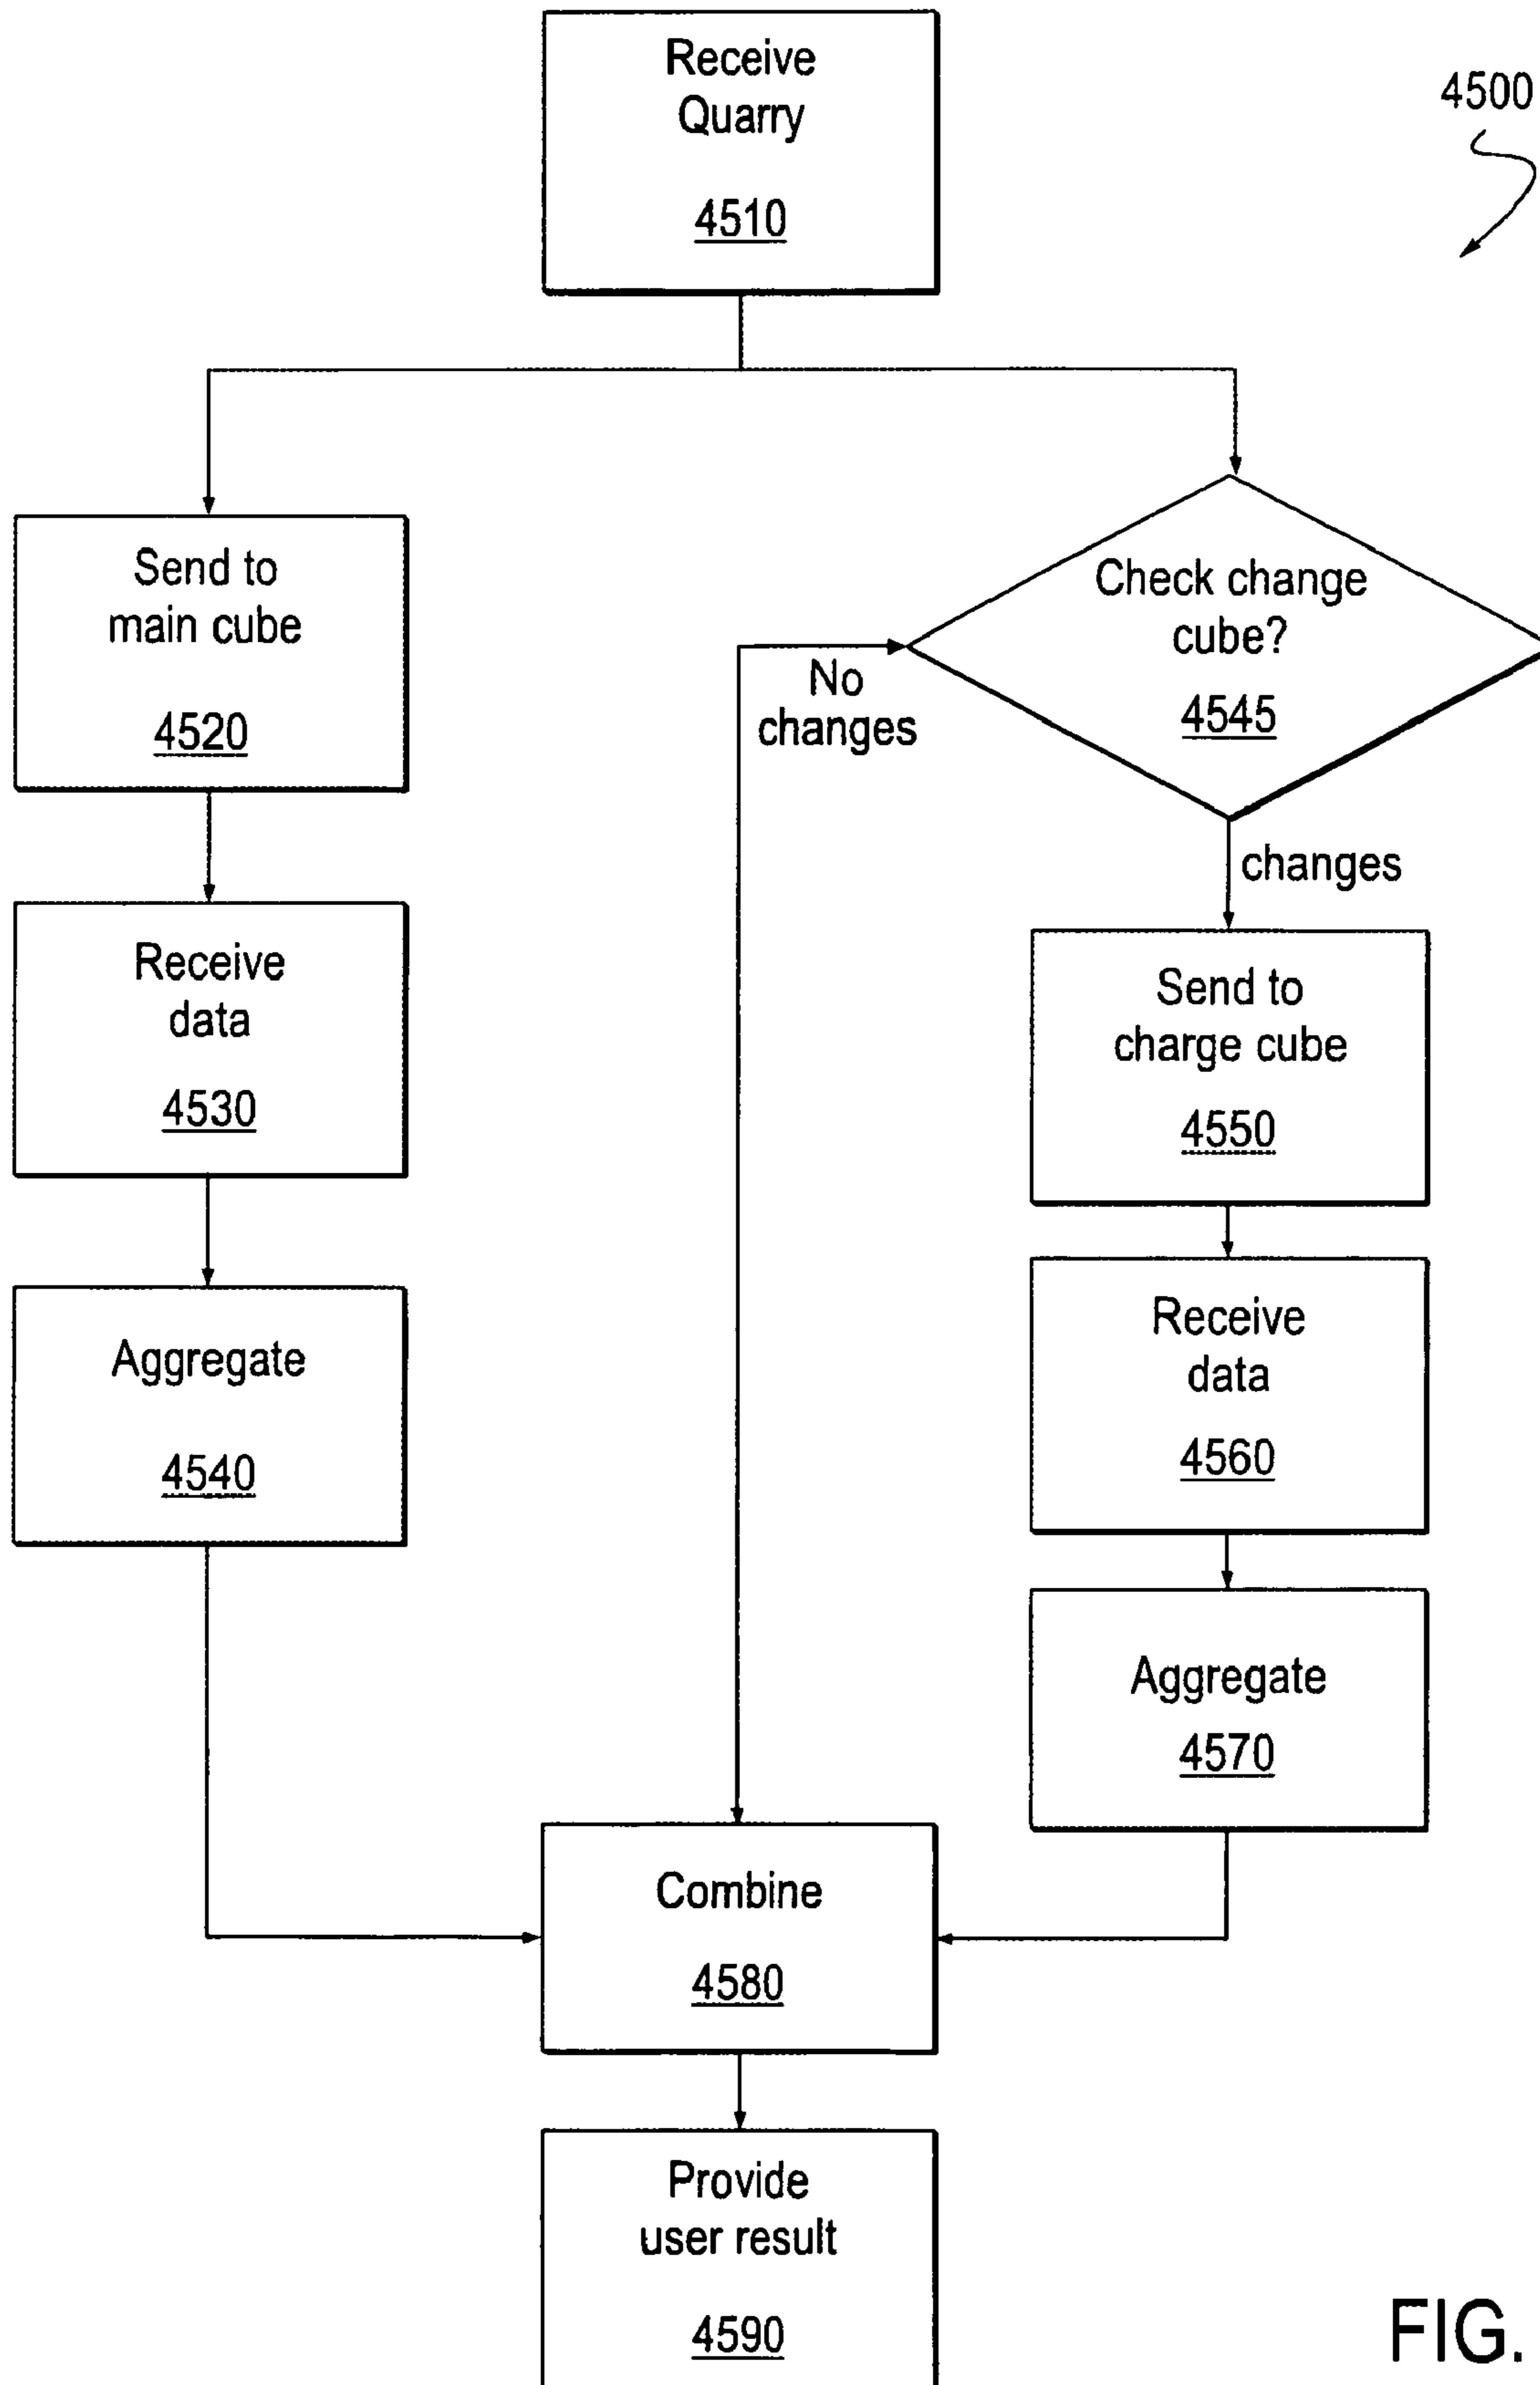 Receive
Quarry
4510
4500
Send to
main cube
4520
Check change
cube?
4545
No
changes
changes
Receive
data
4530
Send to
charge cube
4550
Aggregate
4540
Receive
data
4560
Aggregate
4570
Combine
4580
Provide
user result
4590
FIG.